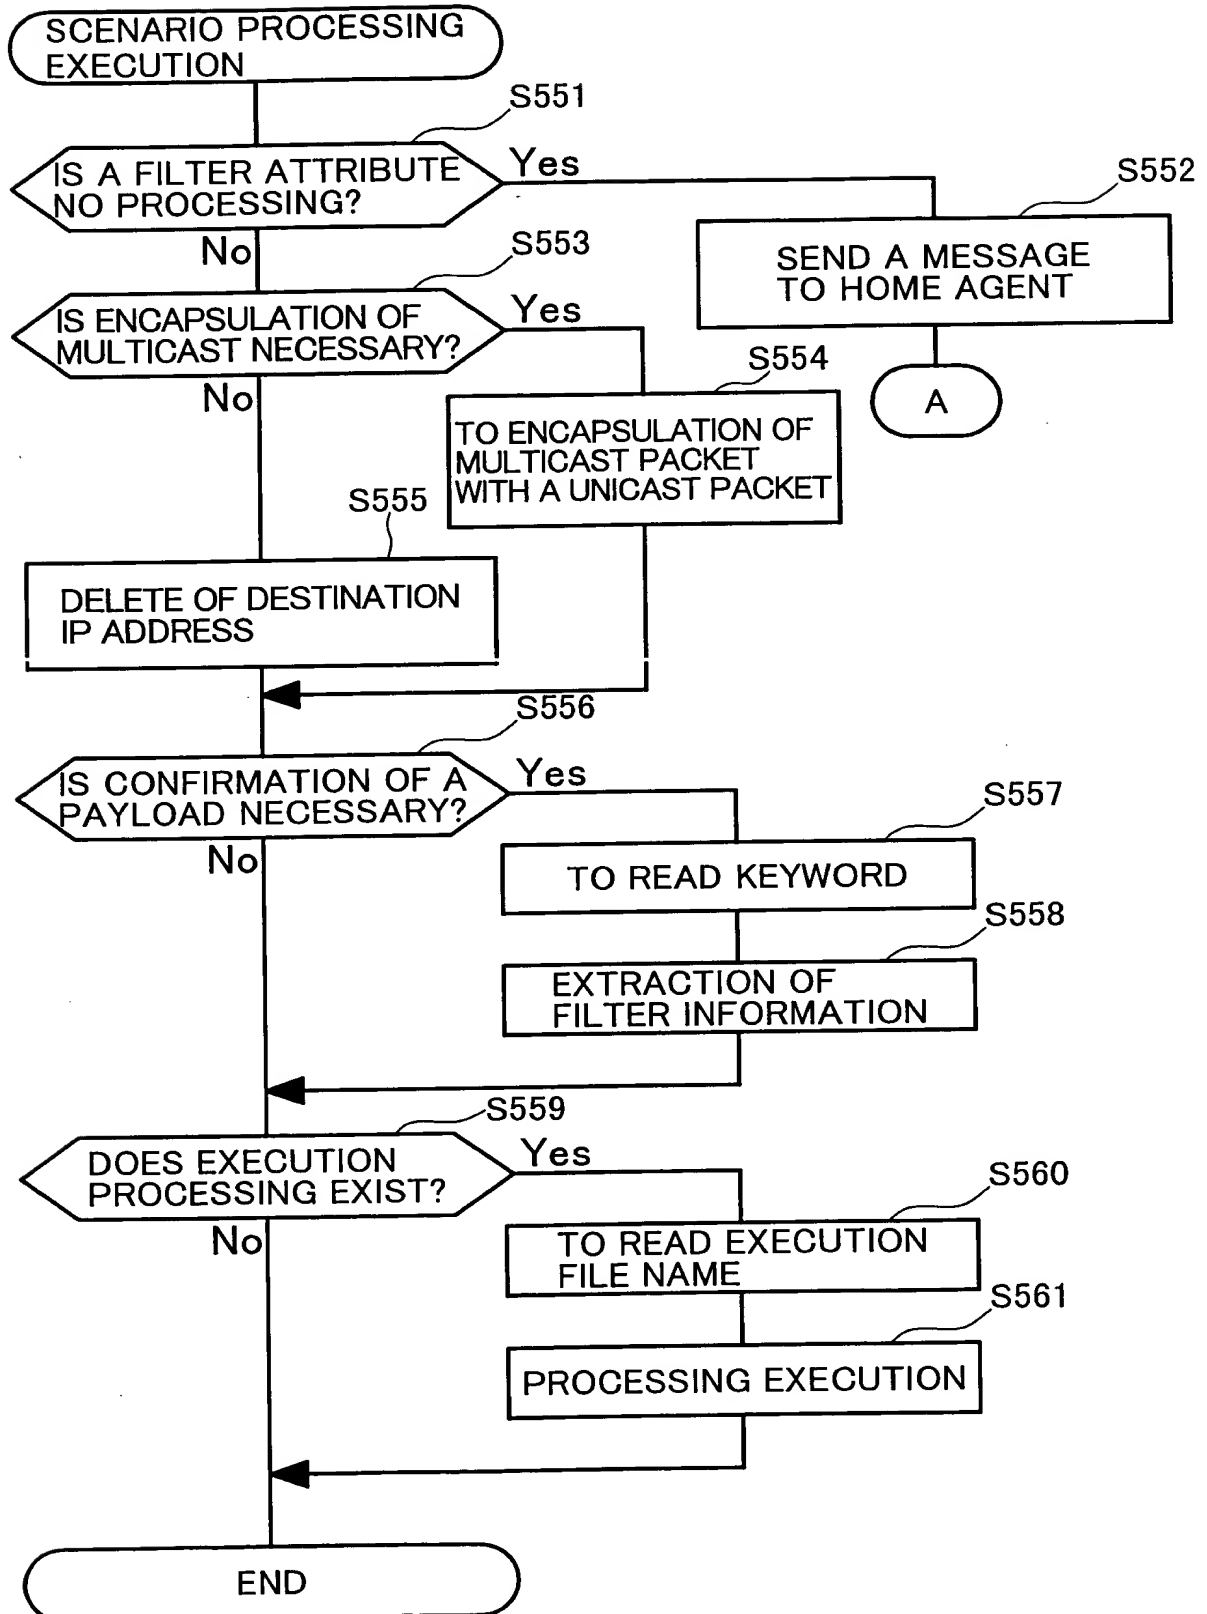 SCENARIO PROCESSING
EXECUTION
S551
IS A FILTER ATTRIBUTE
NO PROCESSING?
Yes
No
S552
SEND A MESSAGE
TO HOME AGENT
A
S553
IS ENCAPSULATION OF
MULTICAST NECESSARY?
Yes
No
S554
TO ENCAPSULATION OF
MULTICAST PACKET
WITH A UNICAST PACKET
S555
DELETE OF DESTINATION
IP ADDRESS
S556
IS CONFIRMATION OF A
PAYLOAD NECESSARY?
Yes
No
S557
TO READ KEYWORD
S558
EXTRACTION OF
FILTER INFORMATION
S559
DOES EXECUTION
PROCESSING EXIST?
Yes
No
S560
TO READ EXECUTION
FILE NAME
S561
PROCESSING EXECUTION
END